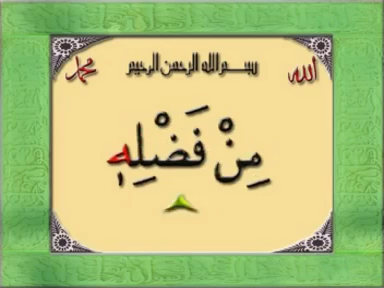 الله
بسم الله الرحمن الرحيم
محمد
مِنْ فَضْلِهٖ